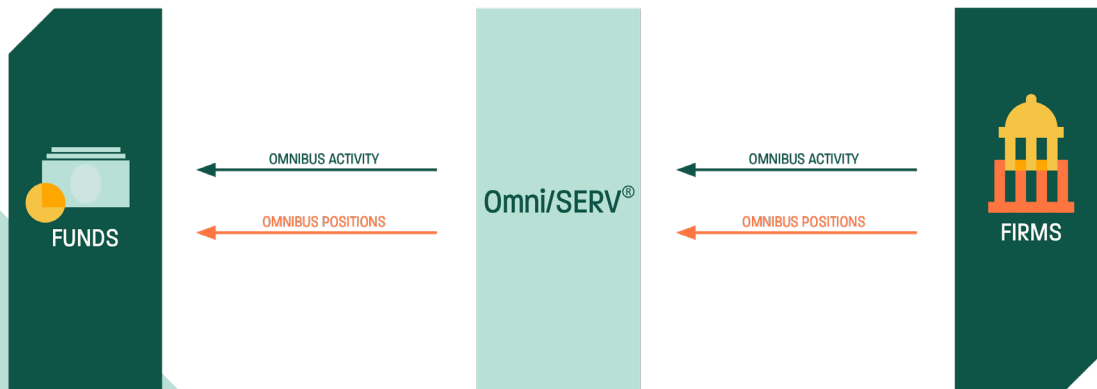 OMNIBUS ACTIVITY
OMNIBUS ACTIVITY
Omni/SERV®
OMNIBUS POSITIONS
OMNIBUS POSITIONS
FUNDS
FIRMS